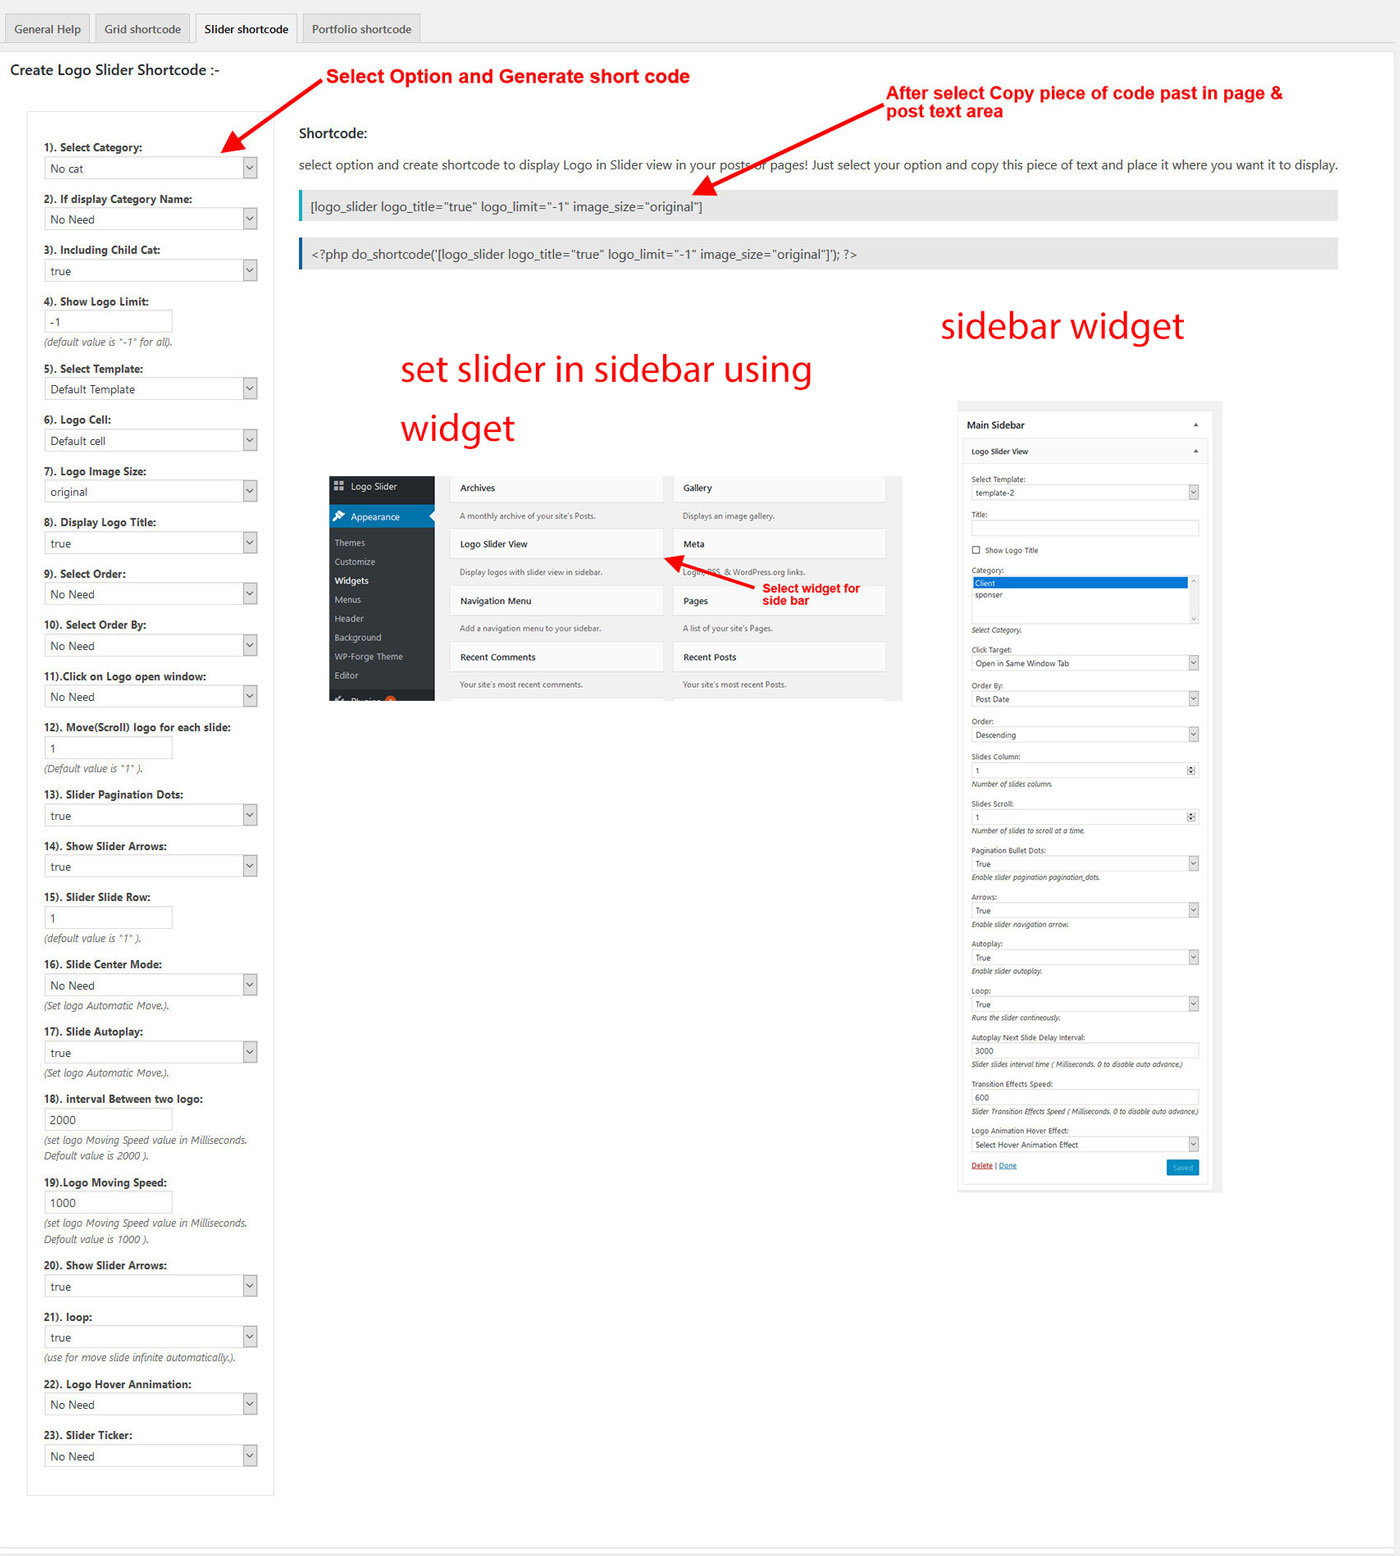 General Help
Grid shortcode
Slider shortcode
Portfolio shortcode
Create Logo Slider Shortcode :-
Select Option and Generate short code
After select Copy piece of code past in page &
post text area
1). Select Category:
No cat
2). If display Category Name:
No Need
3). Including Child Cat:
true
4). Show Logo Limit:
-1
(default value is "-1" for all).
5). Select Template:
Default Template
6). Logo Cell:
Default cell
7). Logo Image Size:
original
8). Display Logo Title:
true
9). Select Order:
No Need
10). Select Order By:
No Need
11).Click on Logo open window:
No Need
12). Move(Scroll) logo for each slide:
1
(Default value is "1" ).
13). Slider Pagination Dots:
true
14). Show Slider Arrows:
true
15). Slider Slide Row:
1
(default value is "1" ).
16). Slide Center Mode:
No Need
(Set logo Automatic Move.).
17). Slide Autoplay:
true
(Set logo Automatic Move.).
18). interval Between two logo:
2000
(set logo Moving Speed value in Milliseconds.
Defoult value is 2000 ).
19).Logo Moving Speed:
1000
(set logo Moving Speed value in Milliseconds.
Defoult value is 1000 ).
20). Show Slider Arrows:
true
21). loop:
true
(use for move slide infinite automatically.).
22). Logo Hover Annimation:
No Need
23). Slider Ticker:
No Need
Shortcode:
select option and create shortcode to display Logo in Slider view in your posts or pages! Just select your option and copy this piece of text and place it where you want it to display.
[logo_slider logo_title="true" logo_limit="-1" image_size="original"]
<?php do_shortcode('[logo_slider logo_title="true" logo_limit="-1" image_size="original"]'); ?>
set slider in sidebar using
widget
Logo Slider
Appearance
Themes
Customize
Widgets
Menus
Header
Background
WP-Forge Theme
Editor
Plugins
Archives
A monthly archive of your site's Posts.
Logo Slider View
Display logos with slider view in sidebar.
Navigation Menu
Add a navigation menu to your sidebar.
Recent Comments
Your site's most recent comments.
Gallery
Displays an image gallery.
Meta
Login, RSS, & WordPress.org links.
Select widget for
side bar
Pages
A list of your site's Pages.
Recent Posts
Your site's most recent Posts.
sidebar widget
Main Sidebar
Logo Slider View
Select Template:
template-2
Title:
Show Logo Title
Category:
Client
sponser
Select Category.
Click Target:
Open in Same Window Tab
Order By:
Post Date
Order:
Descending
Slides Column:
1
Number of slides column.
Slides Scroll:
1
Number of slides to scroll at a time.
Pagination Bullet Dots:
True
Enable slider pagination pagination_dots.
Arrows:
True
Enable slider navigation arrow.
Autoplay:
True
Enable slider autoplay.
Loop:
True
Runs the slider contineously.
Autoplay Next Slide Delay Interval:
3000
Slider slides interval time ( Milliseconds. 0 to disable auto advance,)
Transition Effects Speed:
600
Slider Transition Effects Speed ( Milliseconds. 0 to disable auto advance,)
Logo Animation Hover Effect:
Select Hover Animation Effect
Delete | Done
Saved